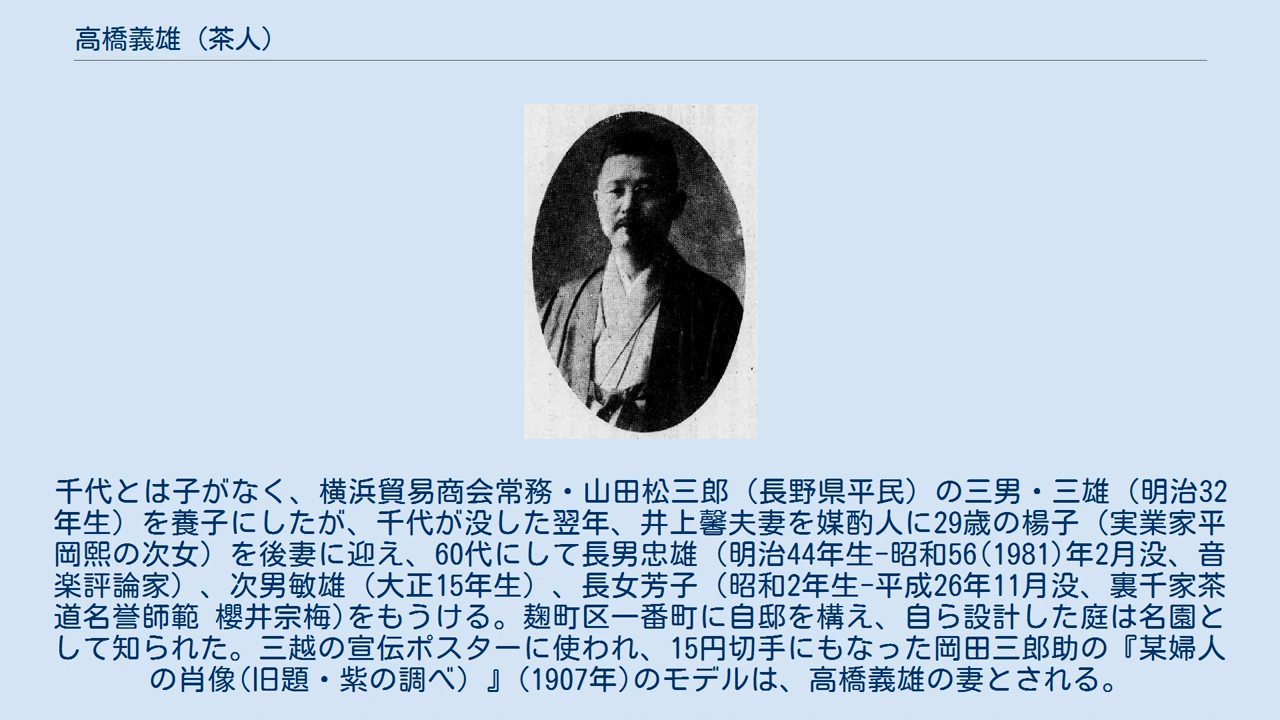 高橋義雄（茶人）
千代とは子がなく、横浜貿易商会常務・山田松三郎（長野県平民）の三男・三雄（明治32
年生）を養子にしたが、千代が没した翌年、井上馨夫妻を媒酌人に29歳の楊子（実業家平
岡熙の次女）を後妻に迎え、60代にして長男忠雄（明治44年生-昭和56(1981)年2月没、音
楽評論家）、次男敏雄（大正15年生）、長女芳子（昭和2年生-平成26年11月没、裏千家茶
道名誉師範 櫻井宗梅)をもうける。麹町区一番町に自邸を構え、自ら設計した庭は名園と
して知られた。三越の宣伝ポスターに使われ、15円切手にもなった岡田三郎助の『某婦人
の肖像(旧題・紫の調べ）』(1907年)のモデルは、高橋義雄の妻とされる。